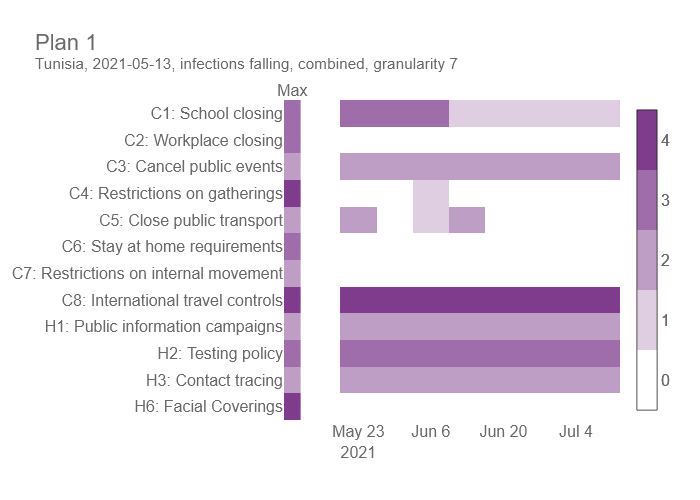 Plan 1
Tunisia, 2021-05-13, infections falling, combined, granularity 7
Max
C1: School closing
C2: Workplace closing
C3: Cancel public events
C4: Restrictions on gatherings
C5: Close public transport
C6: Stay at home requirements
C7: Restrictions on internal movement
C8: International travel controls
H1: Public information campaigns
H2: Testing policy
H3: Contact tracing
H6: Facial Coverings
4
3
2
1
0
May 23 Jun 6 Jun 20 Jul 4
2021